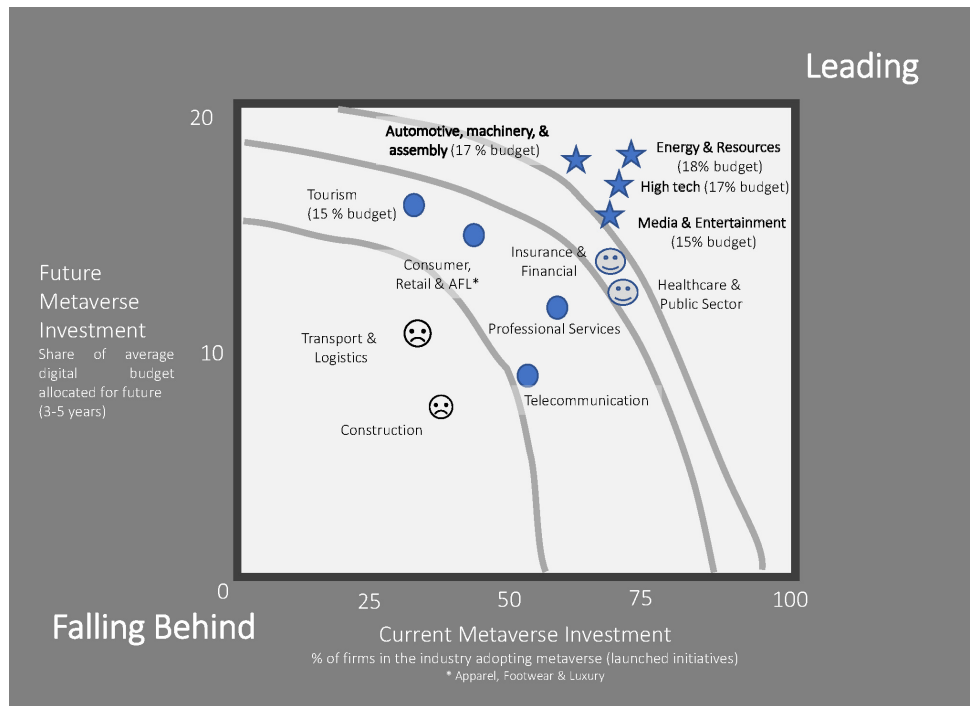 Leading
20
Automotive, machinery, &
assembly (17 % budget)
Energy & Resources
(18% budget)
High tech (17% budget)
Tourism
(15 % budget)
Media & Entertainment
(15% budget)
Insurance &
Financial
Consumer,
Retail & AFL*
Healthcare &
Public Sector
Future
Metaverse
Investment
Share of average
digital budget
allocated for future
(3-5 years)
Professional Services
Transport &
Logistics
10
Telecommunication
Construction
0
25
50
75
100
Falling Behind
Current Metaverse Investment
% of firms in the industry adopting metaverse (launched initiatives)
* Apparel, Footwear & Luxury